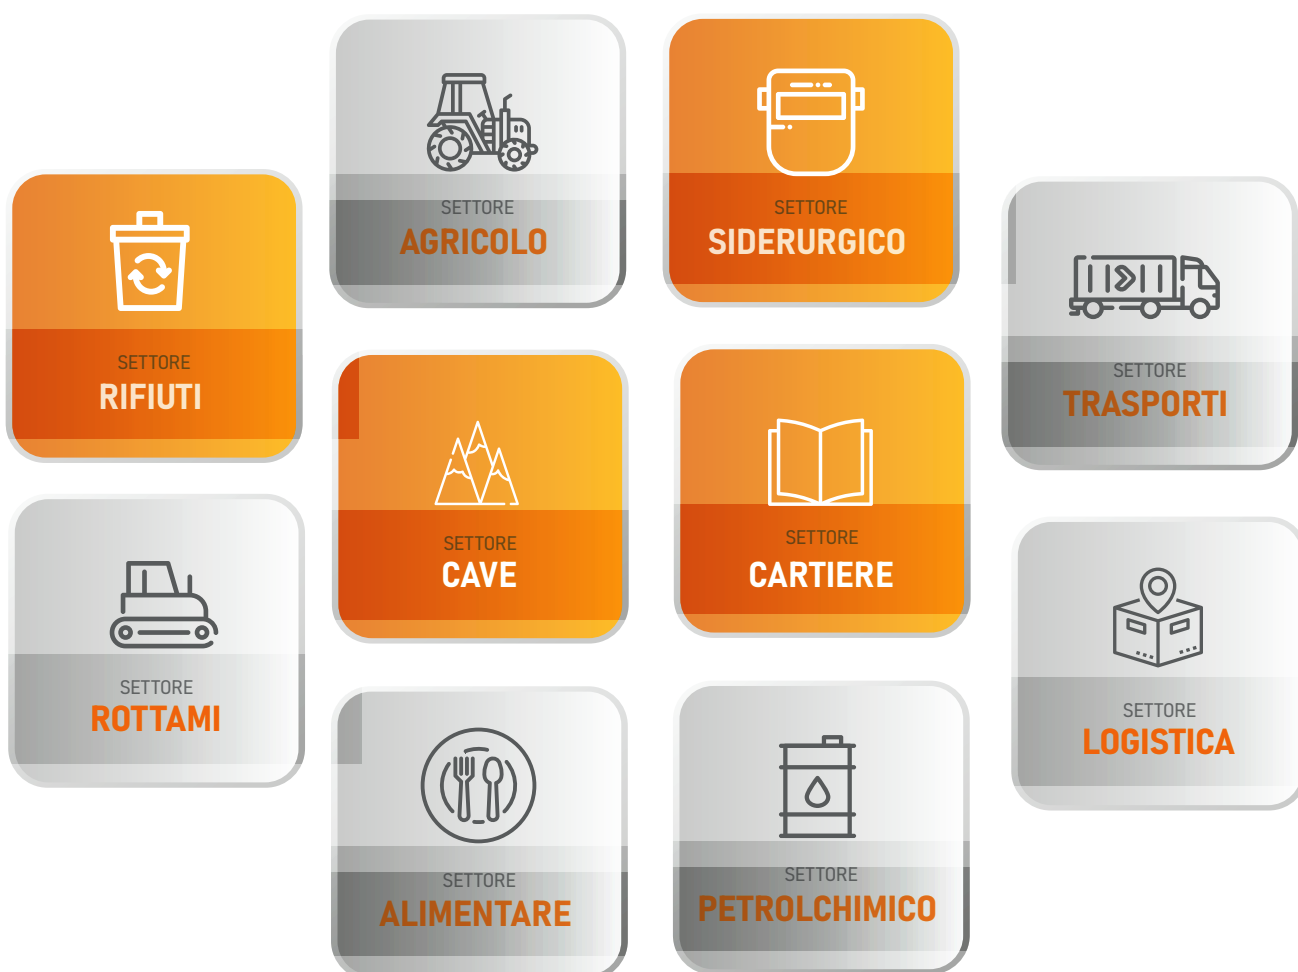 SETTORE
AGRICOLO
SETTORE
SIDERURGICO
SETTORE
RIFIUTI
SETTORE
TRASPORTI
SETTORE
CAVE
SETTORE
CARTIERE
SETTORE
ROTTAMI
SETTORE
LOGISTICA
SETTORE
ALIMENTARE
SETTORE
PETROLCHIMICO